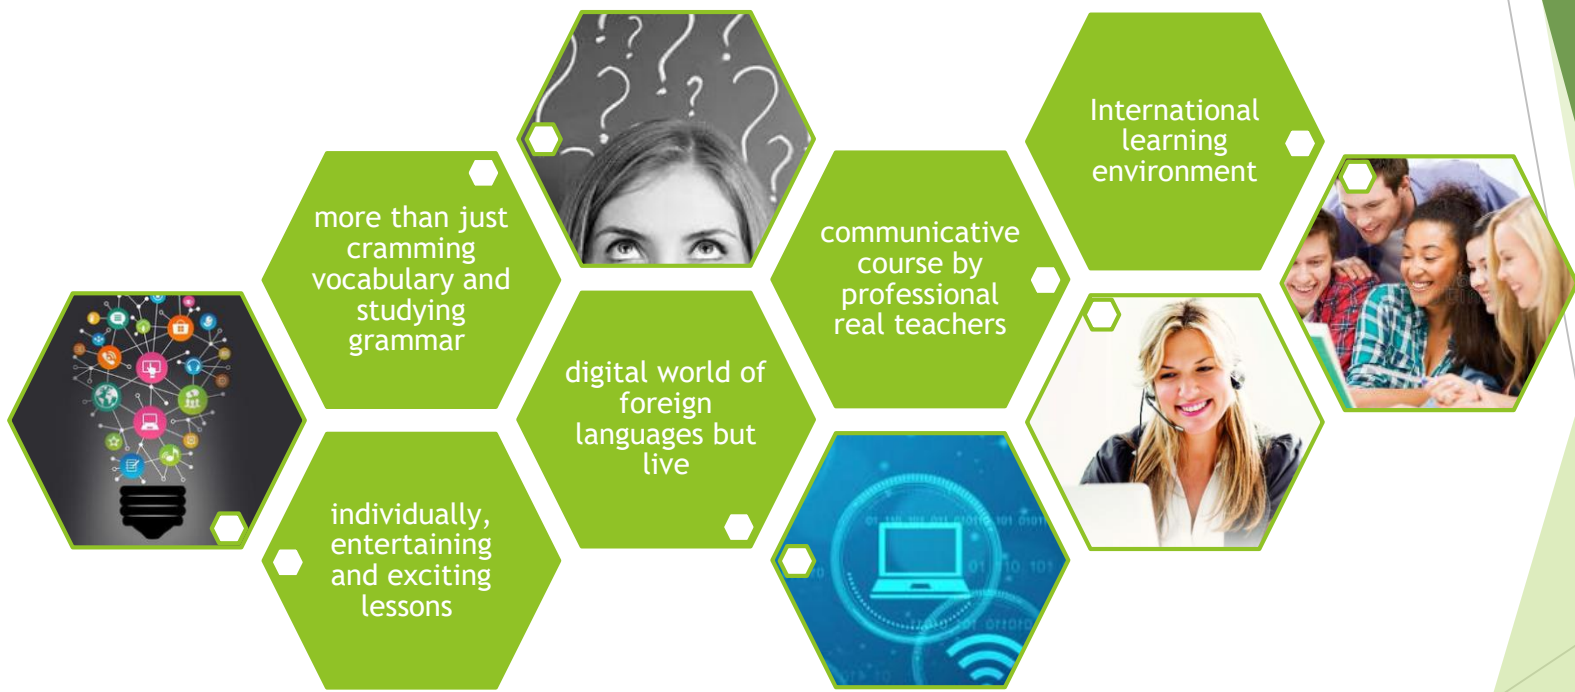 more than just
cramming
vocabulary and
studying
grammar
individually,
entertaining
and exciting
lessons
digital world of
foreign
languages but
live
communicative
course by
professional
real teachers
International
learning
environment